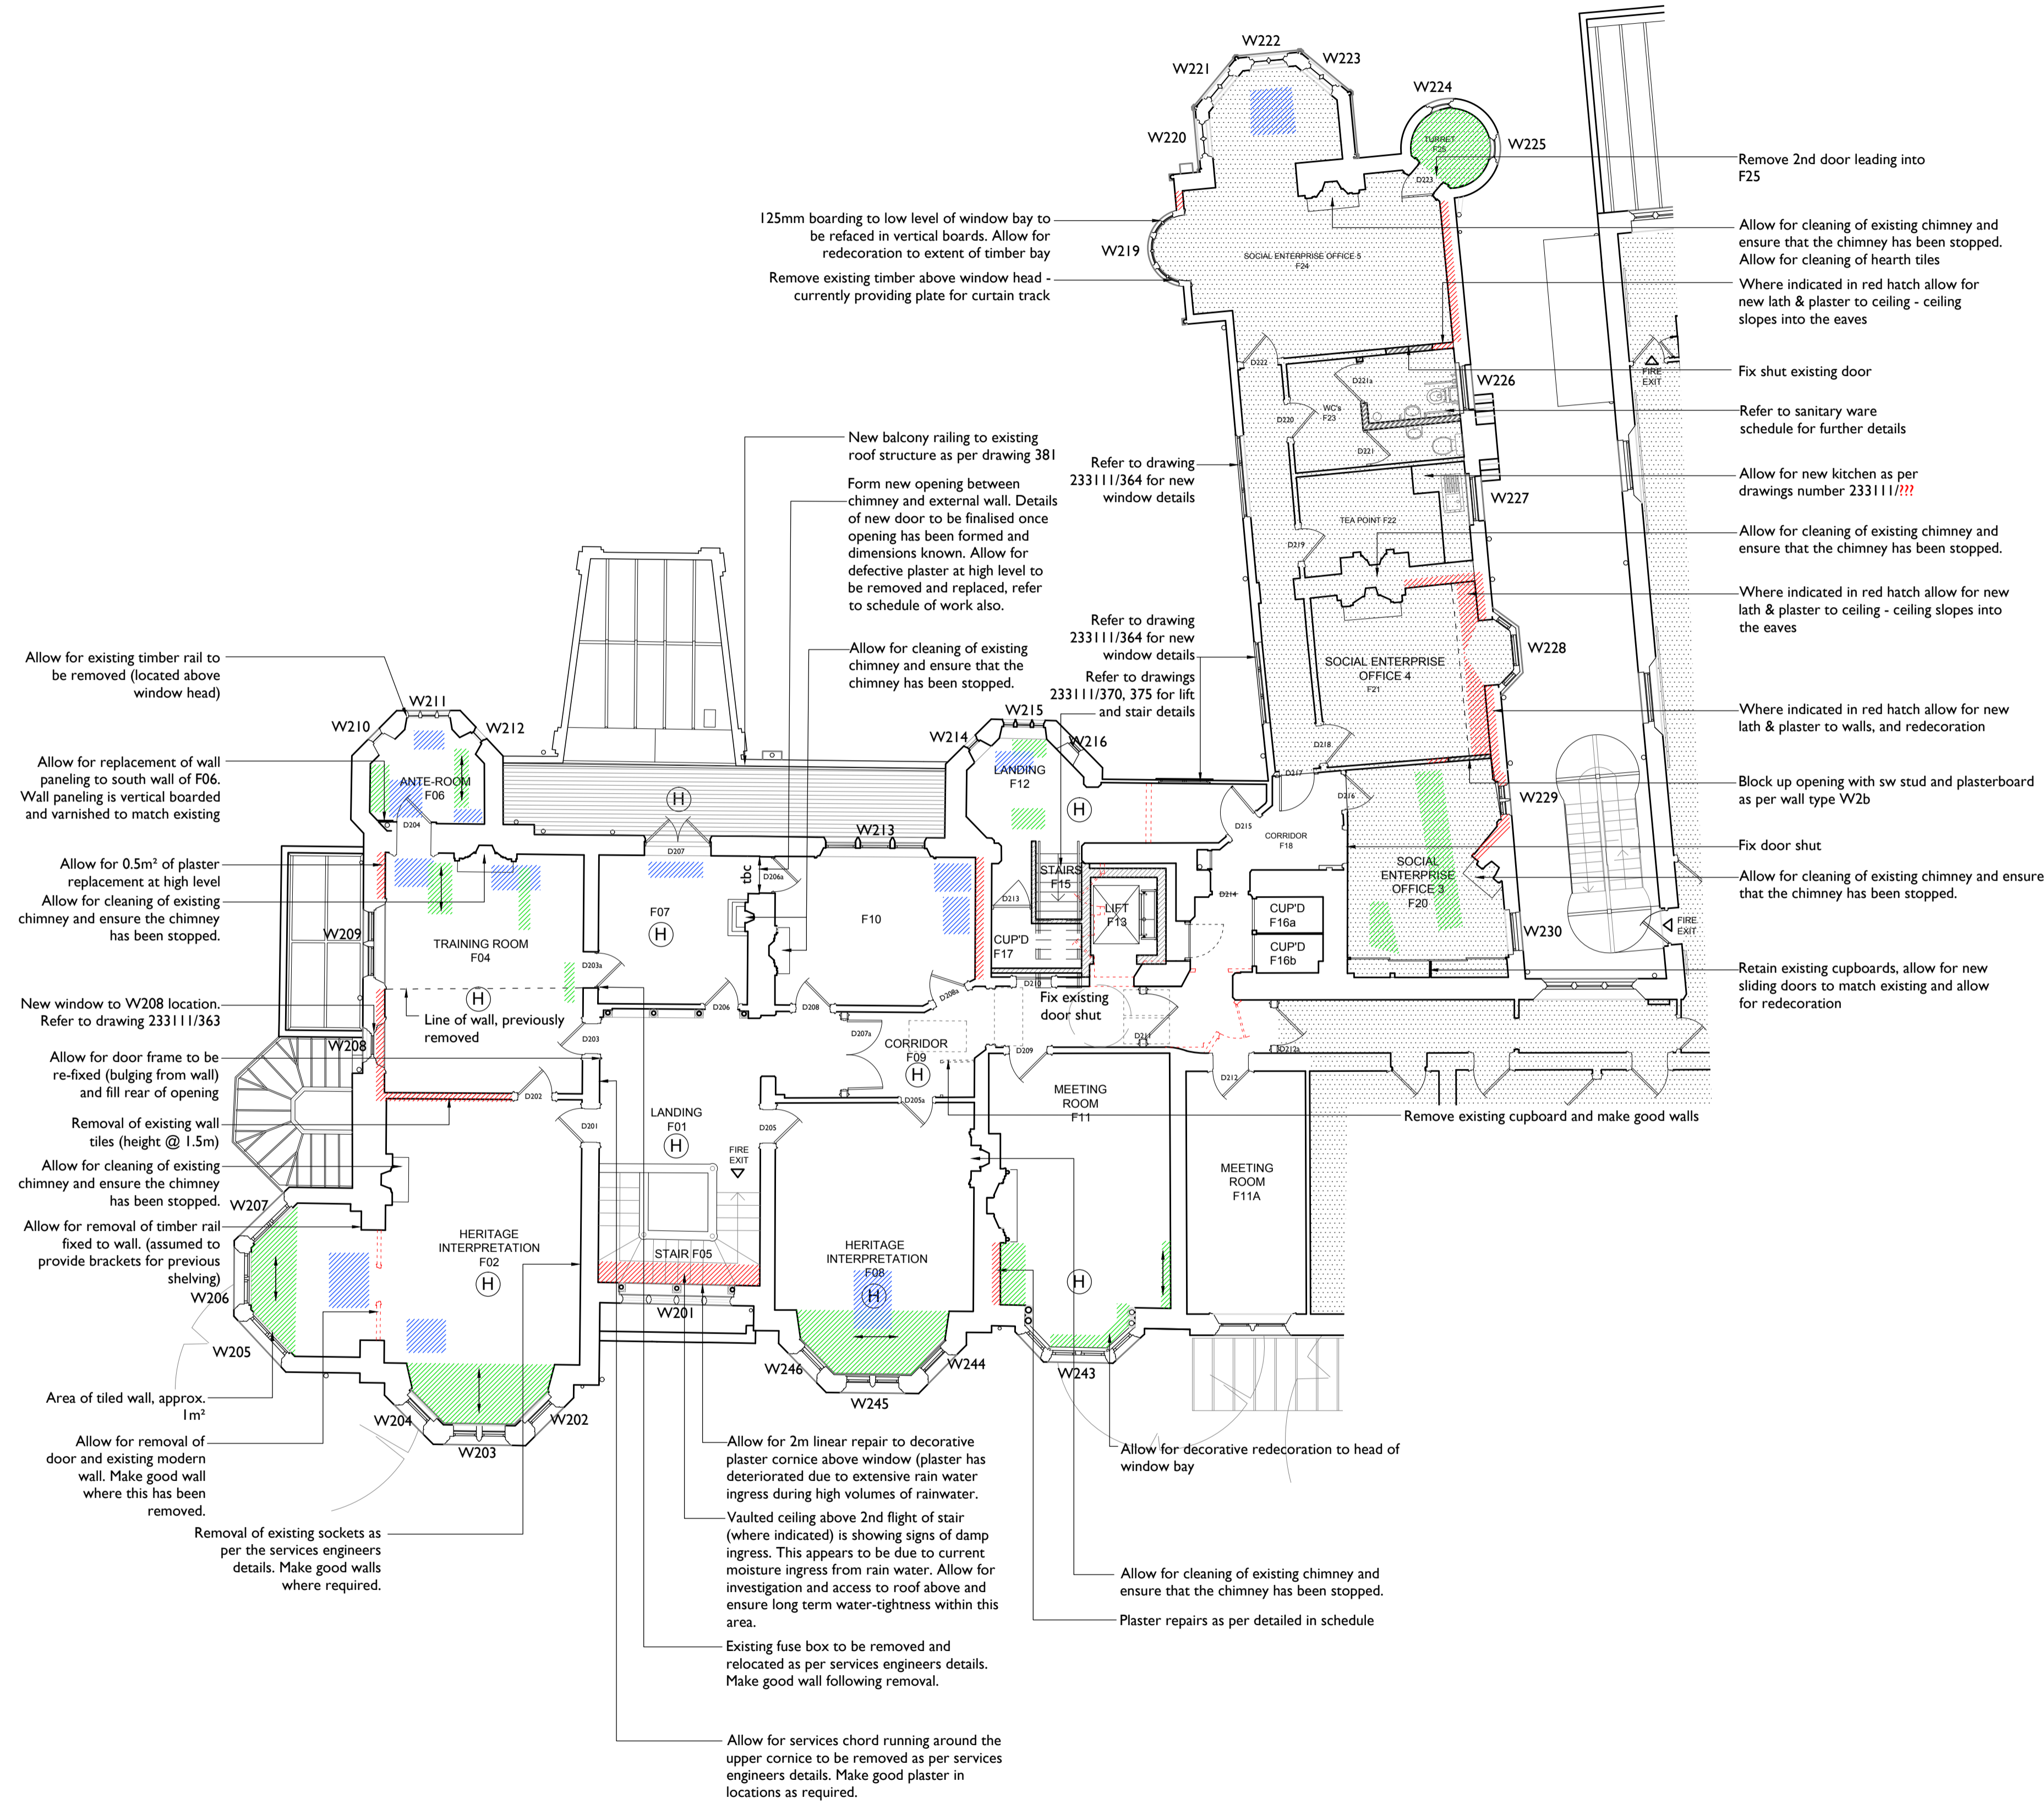 W222
W221
W223
W224
W220
W225
TURRET
F25
D223
Remove 2nd door leading into
F25
125mm boarding to low level of window bay to
be refaced in vertical boards. Allow for
redecoration to extent of timber bay
W219
Remove existing timber above window head -
currently providing plate for curtain track
SOCIAL ENTERPRISE OFFICE 5
F24
Allow for cleaning of existing chimney and
ensure that the chimney has been stopped.
Allow for cleaning of hearth tiles
Where indicated in red hatch allow for
new lath & plaster to ceiling - ceiling
slopes into the eaves
D222
D221a
W226
FIRE
EXIT
Fix shut existing door
WC's
F23
D220
D221
Refer to sanitary ware
schedule for further details
New balcony railing to existing
roof structure as per drawing 381
Refer to drawing
233111/364 for new
window details
Allow for new kitchen as per
drawings number 233111/???
W227
Form new opening between
chimney and external wall. Details
of new door to be finalised once
opening has been formed and
dimensions known. Allow for
defective plaster at high level to
be removed and replaced, refer
to schedule of work also.
TEA POINT F22
D219
Allow for cleaning of existing chimney and
ensure that the chimney has been stopped.
Where indicated in red hatch allow for new
lath & plaster to ceiling - ceiling slopes into
the eaves
Refer to drawing
233111/364 for new
window details
Allow for cleaning of existing
chimney and ensure that the
chimney has been stopped.
Refer to drawings
233111/370, 375 for lift
and stair details
W228
SOCIAL ENTERPRISE
OFFICE 4
F21
Allow for existing timber rail to
be removed (located above
window head)
W211
W210
W212
W215
W214
W216
Where indicated in red hatch allow for new
lath & plaster to walls, and redecoration
D218
Allow for replacement of wall
paneling to south wall of F06.
Wall paneling is vertical boarded
and varnished to match existing
ANTE-ROOM
F06
D204
LANDING
F12
H
H
D217
D216
Block up opening with sw stud and plasterboard
as per wall type W2b
W229
W213
D215
CORRIDOR
F18
Fix door shut
Allow for 0.5m² of plaster
replacement at high level
D207
tbc
D206a
STAIRS
F15
SOCIAL
ENTERPRISE
OFFICE 3
F20
Allow for cleaning of existing chimney and ensure
that the chimney has been stopped.
Allow for cleaning of existing
chimney and ensure the chimney
has been stopped.
D213
D214
LIFT
F13
CUP'D
F16a
F07
H
F10
FIRE
EXIT
W209
W230
TRAINING ROOM
F04
CUP'D
F17
CUP'D
F16b
D203a
D210
Retain existing cupboards, allow for new
sliding doors to match existing and allow
for redecoration
New window to W208 location.
Refer to drawing 233111/363
H
Line of wall, previously
removed
D206
D208
D208a
Fix existing
door shut
D203
D207a
D211
W208
CORRIDOR
F09
H
D209
D212a
Allow for door frame to be
re-fixed (bulging from wall)
and fill rear of opening
D212
D202
MEETING
ROOM
F11
Removal of existing wall
tiles (height @ 1.5m)
LANDING
F01
H
D205a
D201
D205
Remove existing cupboard and make good walls
FIRE
EXIT
Allow for cleaning of existing
chimney and ensure the chimney
has been stopped.
MEETING
ROOM
F11A
W207
Allow for removal of timber rail
fixed to wall. (assumed to
provide brackets for previous
shelving)
HERITAGE
INTERPRETATION
F02
H
STAIR F05
HERITAGE
INTERPRETATION
F08
H
H
W206
W201
W205
W246
W244
W243
W245
Area of tiled wall, approx.
1m²
W204
W202
W203
Allow for removal of
door and existing modern
wall. Make good wall
where this has been
removed.
Allow for 2m linear repair to decorative
plaster cornice above window (plaster has
deteriorated due to extensive rain water
ingress during high volumes of rainwater.
Allow for decorative redecoration to head of
window bay
Removal of existing sockets as
per the services engineers
details. Make good walls
where required.
Vaulted ceiling above 2nd flight of stair
(where indicated) is showing signs of damp
ingress. This appears to be due to current
moisture ingress from rain water. Allow for
investigation and access to roof above and
ensure long term water-tightness within this
area.
Allow for cleaning of existing chimney and
ensure that the chimney has been stopped.
Plaster repairs as per detailed in schedule
Existing fuse box to be removed and
relocated as per services engineers details.
Make good wall following removal.
Allow for services chord running around the
upper cornice to be removed as per services
engineers details. Make good plaster in
locations as required.